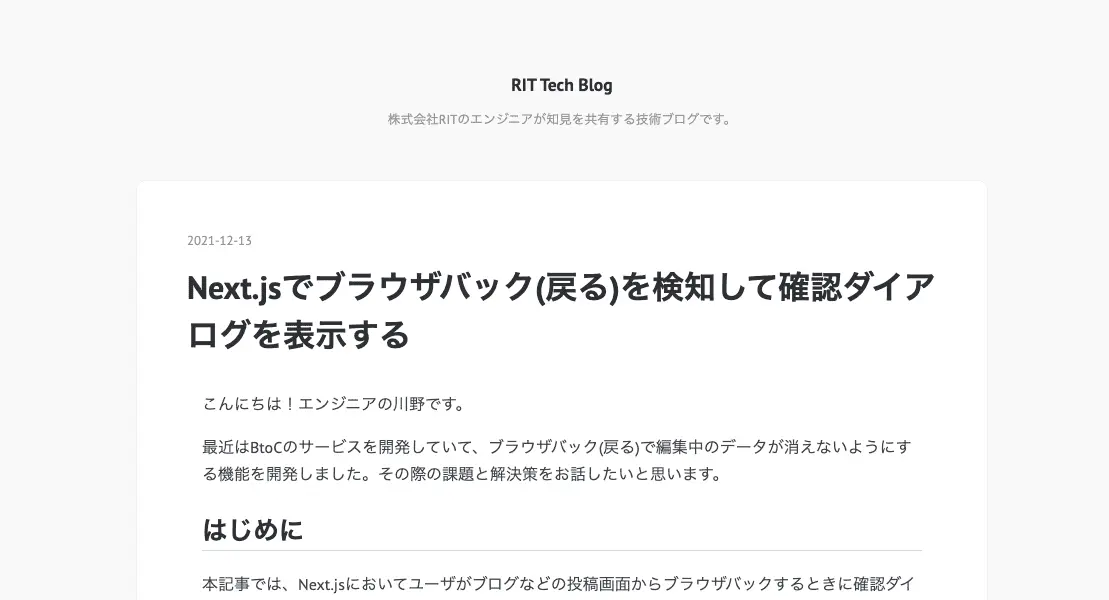 RIT Tech Blog
株式会社RITのエンジニアが知見を共有する技術ブログです。
2021-12-13
Next.jsでブラウザバック(戻る)を検知して確認ダイア
ログを表示する
こんにちは！エンジニアの川野です。
最近はBtoCのサービスを開発していて、ブラウザバック(戻る)で編集中のデータが消えないようにす
る機能を開発しました。その際の課題と解決策をお話したいと思います。
はじめに
本記事では、Next.jsにおいてユーザがブログなどの投稿画面からブラウザバックするときに確認ダイ